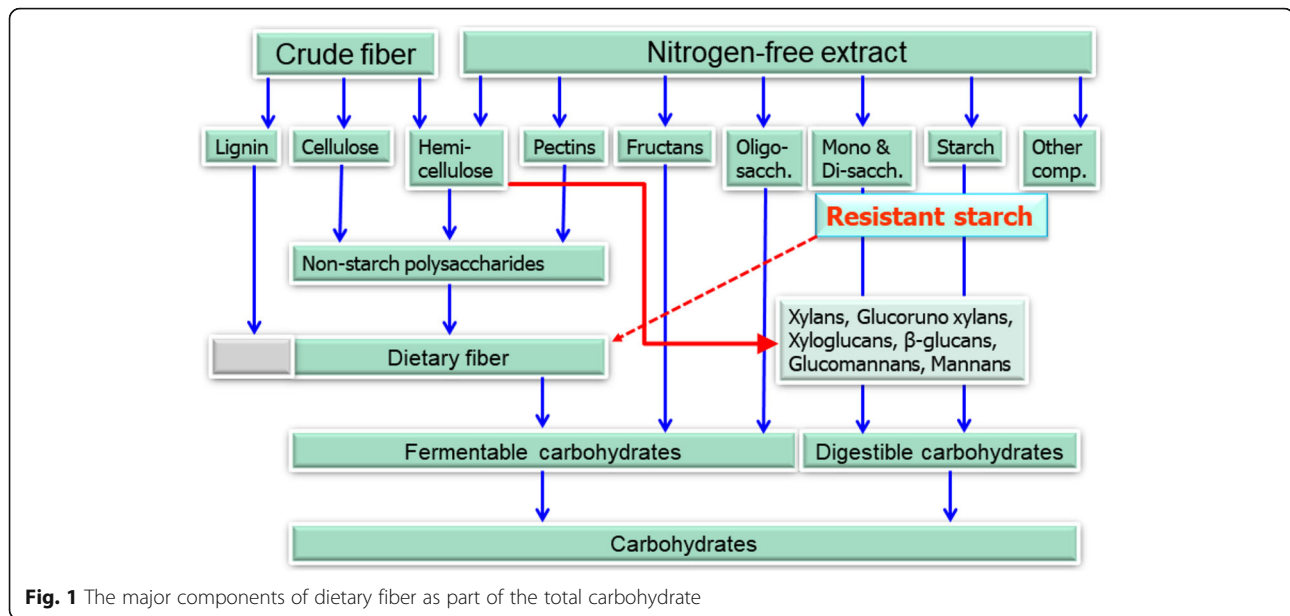 Crude fiber
Nitrogen-free extract
Lignin
Cellulose
Hemi-
cellulose
Pectins
Fructans
Oligo-
sacch.
Mono &
Di-sacch.
Starch
Other
comp.
Resistant starch
Non-starch polysaccharides
Xylans, Glucoruno xylans,
Xyloglucans, β-glucans,
Glucomannans, Mannans
Dietary fiber
Fermentable carbohydrates
Digestible carbohydrates
Carbohydrates
Fig. 1 The major components of dietary fiber as part of the total carbohydrate